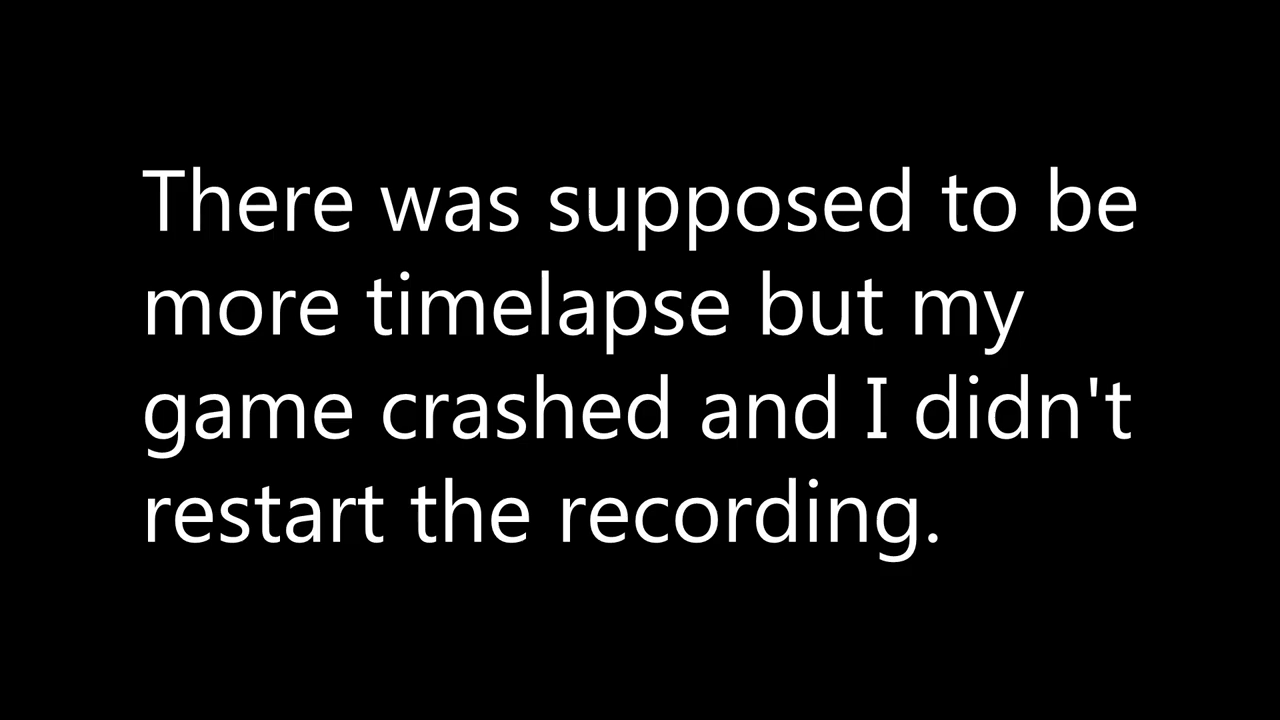 There was supposed to be
more timelapse but my
game crashed and I didn't
restart the recording.